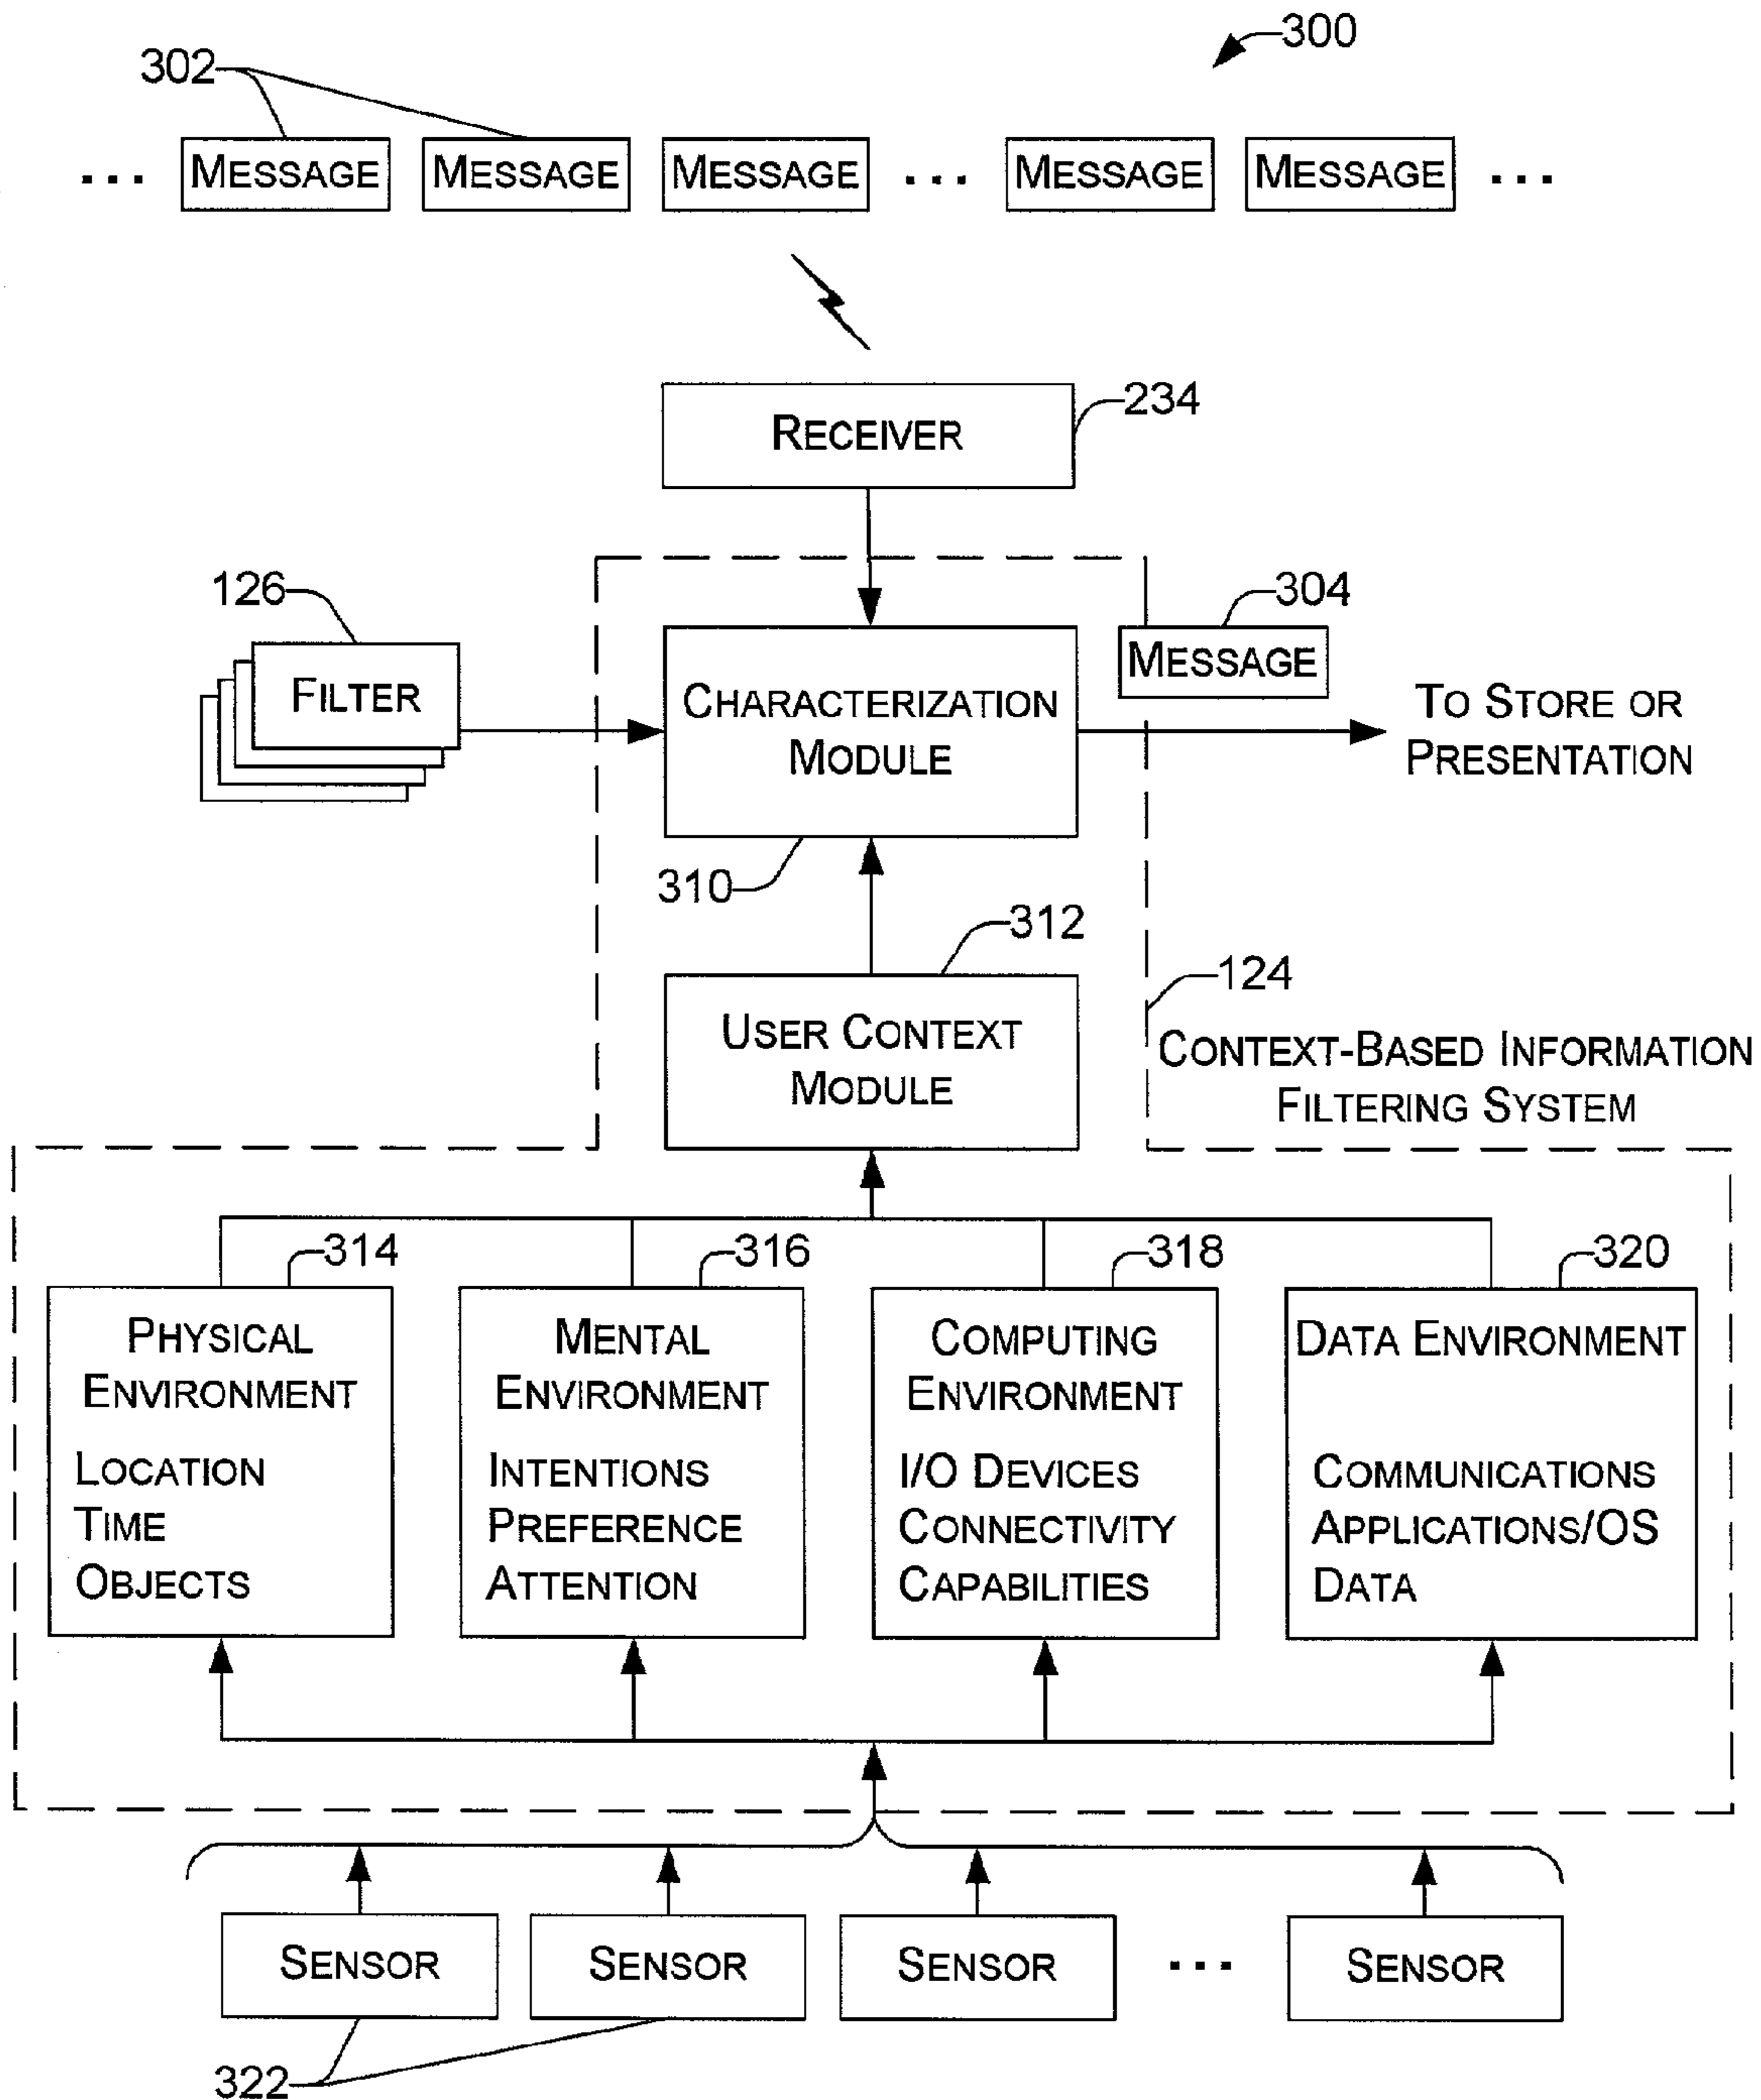 300
302
... MESSAGE MESSAGE MESSAGE ... MESSAGE MESSAGE ...
RECEIVER
234
126
FILTER
304
MESSAGE
CHARACTERIZATION
MODULE
TO STORE OR
PRESENTATION
310
312
USER CONTEXT
MODULE
124
CONTEXT-BASED INFORMATION
FILTERING SYSTEM
314
PHYSICAL
ENVIRONMENT
LOCATION
TIME
OBJECTS
316
MENTAL
ENVIRONMENT
INTENTIONS
PREFERENCE
ATTENTION
318
COMPUTING
ENVIRONMENT
I/O DEVICES
CONNECTIVITY
CAPABILITIES
320
DATA ENVIRONMENT
COMMUNICATIONS
APPLICATIONS/OS
DATA
SENSOR SENSOR SENSOR ... SENSOR
322